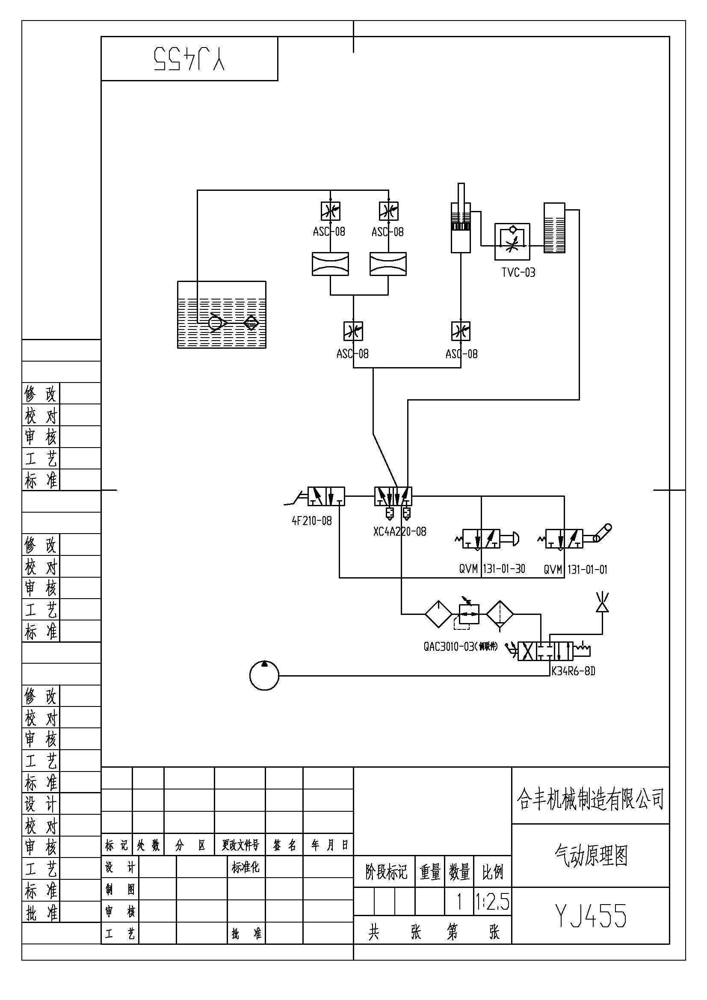 YJ455
ASC-08
ASC-08
TVC-03
ASC-08
ASC-08
4F210-08
XC4A220-08
QVM 131-01-30
QVM 131-01-01
QAC3010-03(
K34R6-8D
修 改
校 对
审 核
工 艺
标 准
修 改
校 对
审 核
工 艺
标 准
修 改
校 对
审 核
工 艺
标 准
设 计
校 对
审 核
工 艺
标 准
批 准
标 记 处 数 分 区 更改文件号 签 名 年 月 日
设 计 标准化
制 图
审 核
工 艺 批 准
阶段标记 重量 数量 比例
1 1:2.5
共 张 第 张
合丰机械制造有限公司
气动原理图
YJ455